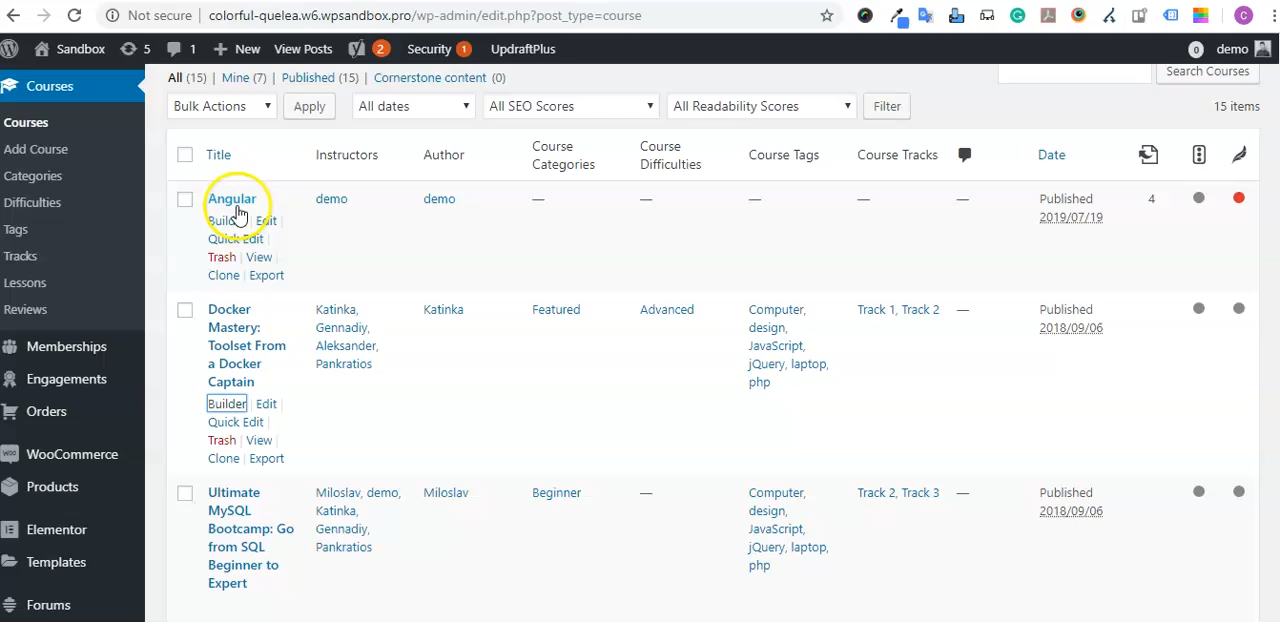 Not secure | colorful-quelea.w6.wpsandbox.pro/wp-admin/edit.php?post_type=course
C
Sandbox 5 1 + New View Posts 2 Security 1 UpdraftPlus 0 demo
Courses
Courses
Add Course
Categories
Difficulties
Tags
Tracks
Lessons
Reviews
Memberships
Engagements
Orders
WooCommerce
Products
Elementor
Templates
Forums
All (15) | Mine (7) | Published (15) | Cornerstone content (0)
Search Courses
Bulk Actions Apply All dates All SEO Scores All Readability Scores Filter 15 items
Title Instructors Author Course Categories Course Difficulties Course Tags Course Tracks Date
Angular demo demo — — — — — Published 4
2019/07/19
Builder | Edit |
Quick Edit |
Trash | View |
Clone | Export
Docker Mastery: Toolset From a Docker Captain
Katinka, Gennadiy, Aleksander, Pankratios
Katinka
Featured
Advanced
Computer, design, JavaScript, jQuery, laptop, php
Track 1, Track 2
—
Published
2018/09/06
Builder | Edit |
Quick Edit |
Trash | View |
Clone | Export
Ultimate MySQL Bootcamp: Go from SQL Beginner to Expert
Miloslav, demo, Katinka, Gennadiy, Pankratios
Miloslav
Beginner
—
Computer, design, JavaScript, jQuery, laptop, php
Track 2, Track 3
—
Published
2018/09/06